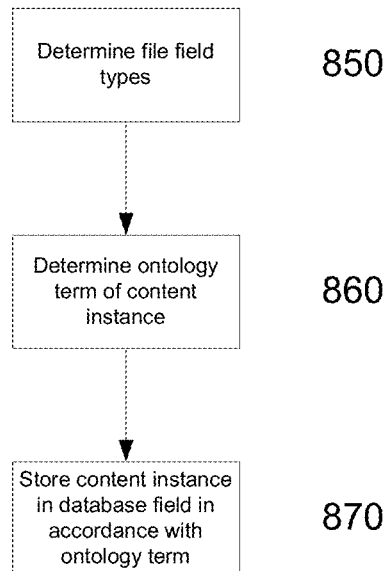 Determine file field
types
850
Determine ontology
term of content
instance
860
Store content instance
in database field in
accordance with
ontology term
870